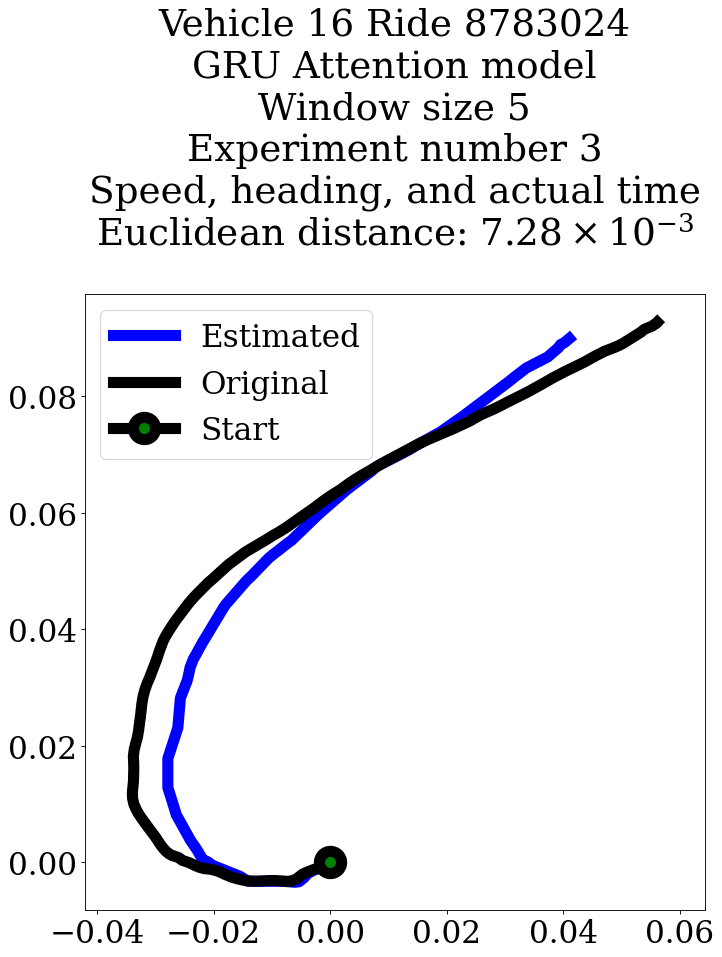 Vehicle 16 Ride 8783024
GRU Attention model
Window size 5
Experiment number 3
Speed, heading, and actual time
Euclidean distance: 7.28 × 10⁻³
Estimated
Original
Start
0.08
0.06
0.04
0.02
0.00
−0.04 −0.02 0.00 0.02 0.04 0.06